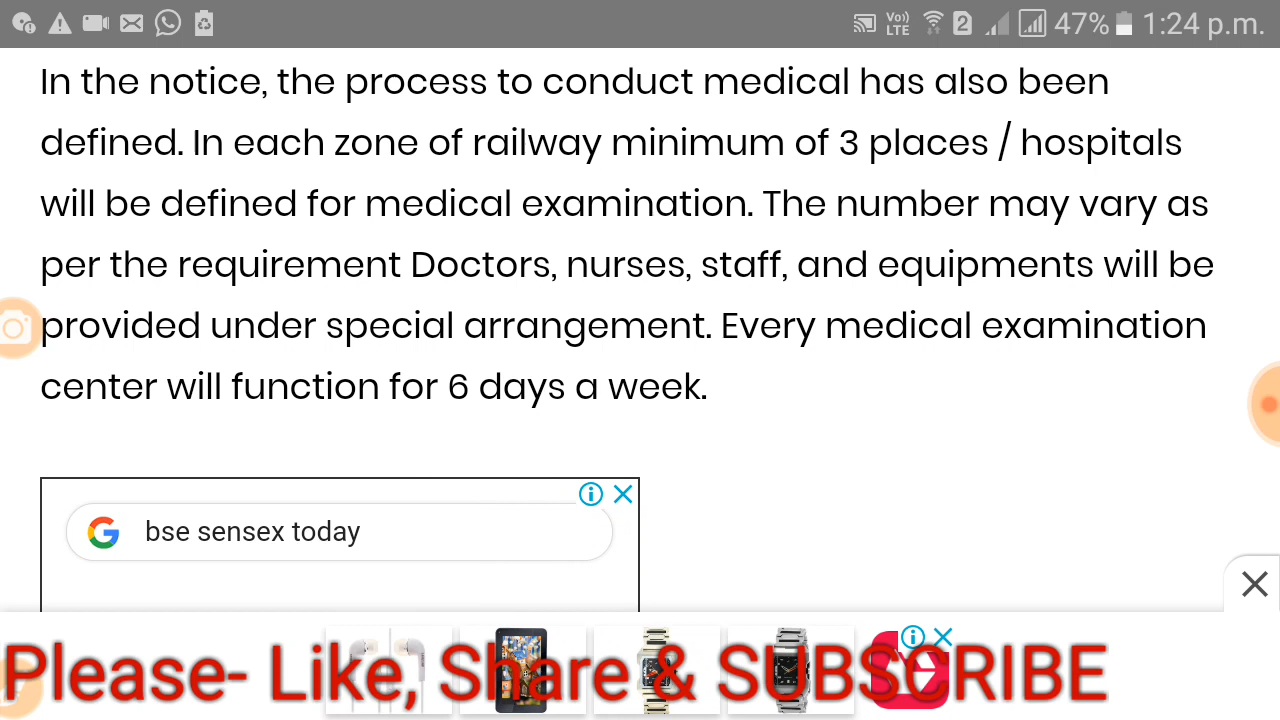 Vo)) LTE 2 47% 1:24 p.m.
In the notice, the process to conduct medical has also been
defined. In each zone of railway minimum of 3 places / hospitals
will be defined for medical examination. The number may vary as
per the requirement Doctors, nurses, staff, and equipments will be
provided under special arrangement. Every medical examination
center will function for 6 days a week.
bse sensex today
Please- Like, Share & SUBSCRIBE